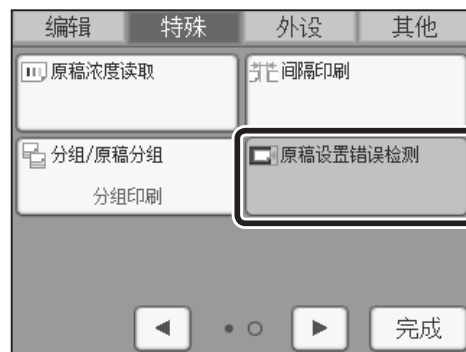 编辑 特殊 外设 其他
原稿浓度读取 间隔印刷
分组/原稿分组 原稿设置错误检测
分组印刷
完成